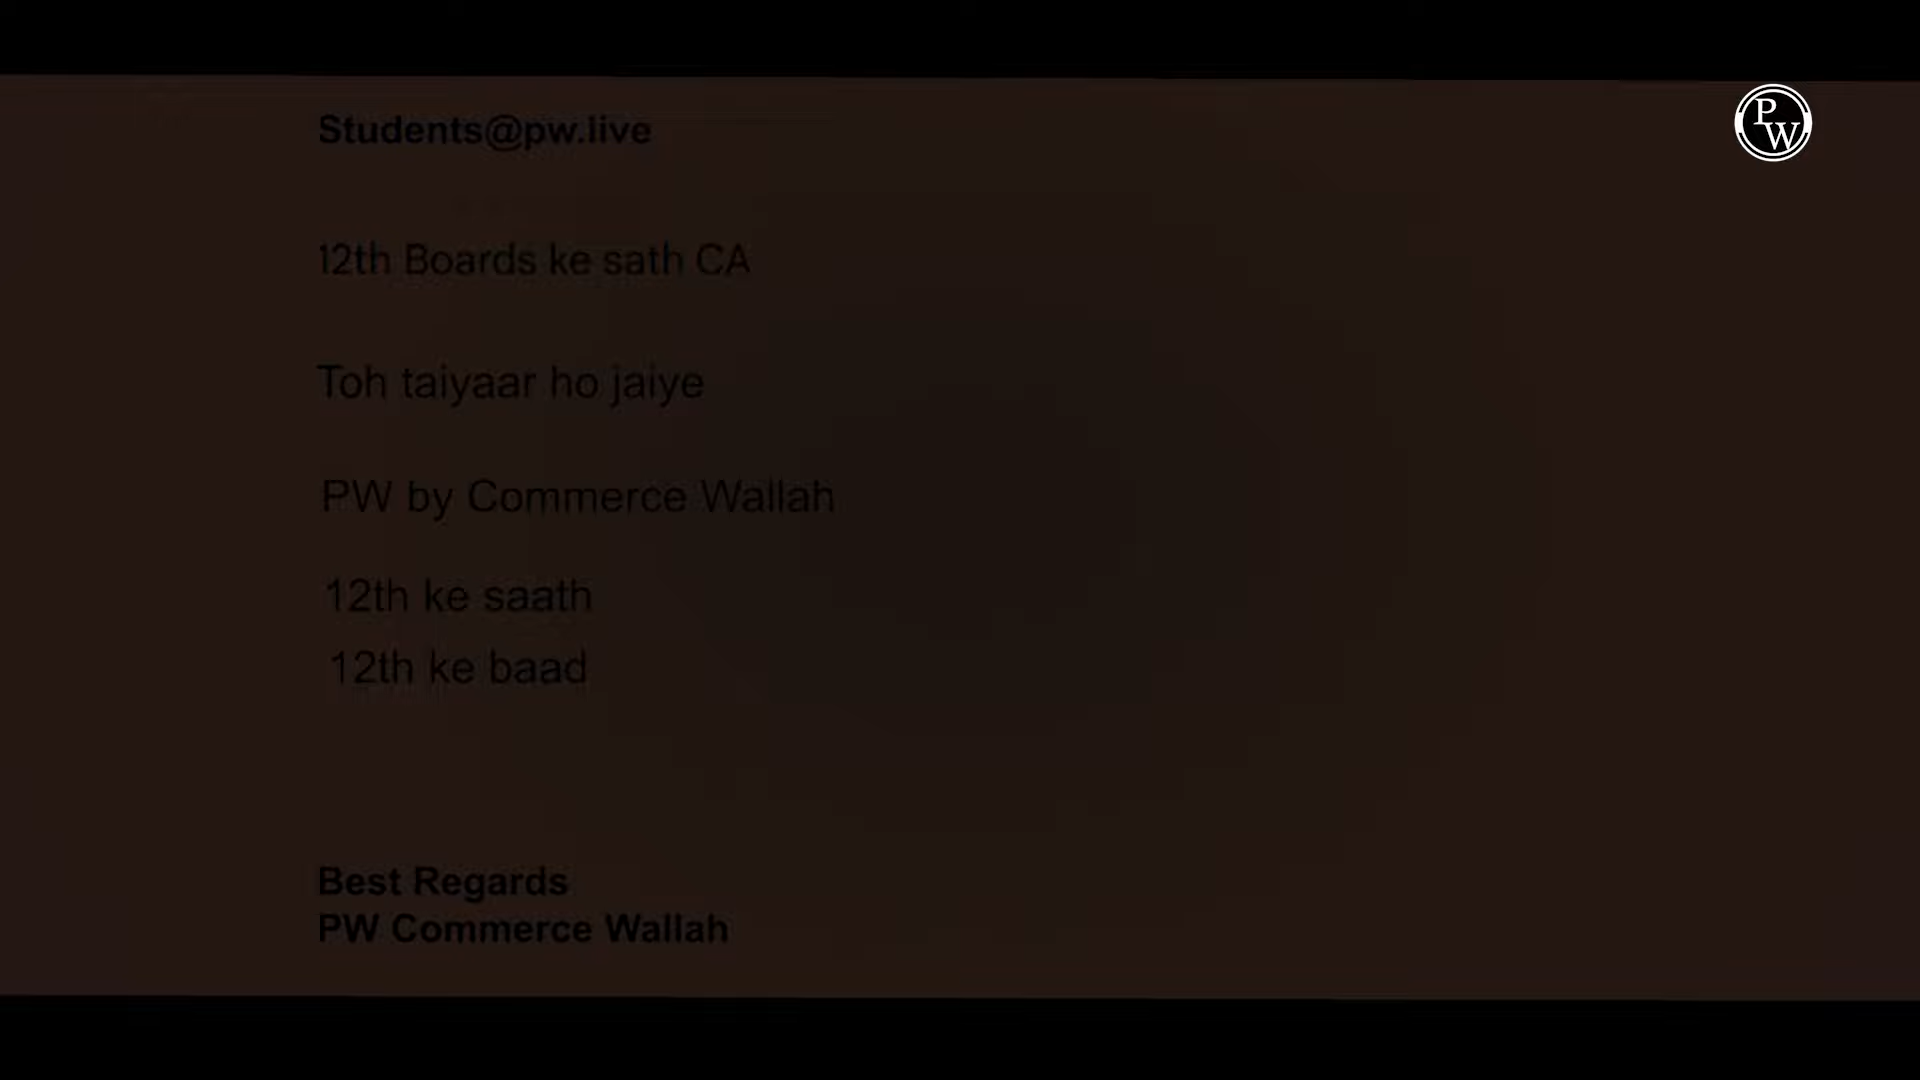 Students@pw.live
PW
12th Boards ke sath CA
Toh taiyaar ho jaiye
PW by Commerce Wallah
12th ke saath
12th ke baad
Best Regards
PW Commerce Wallah